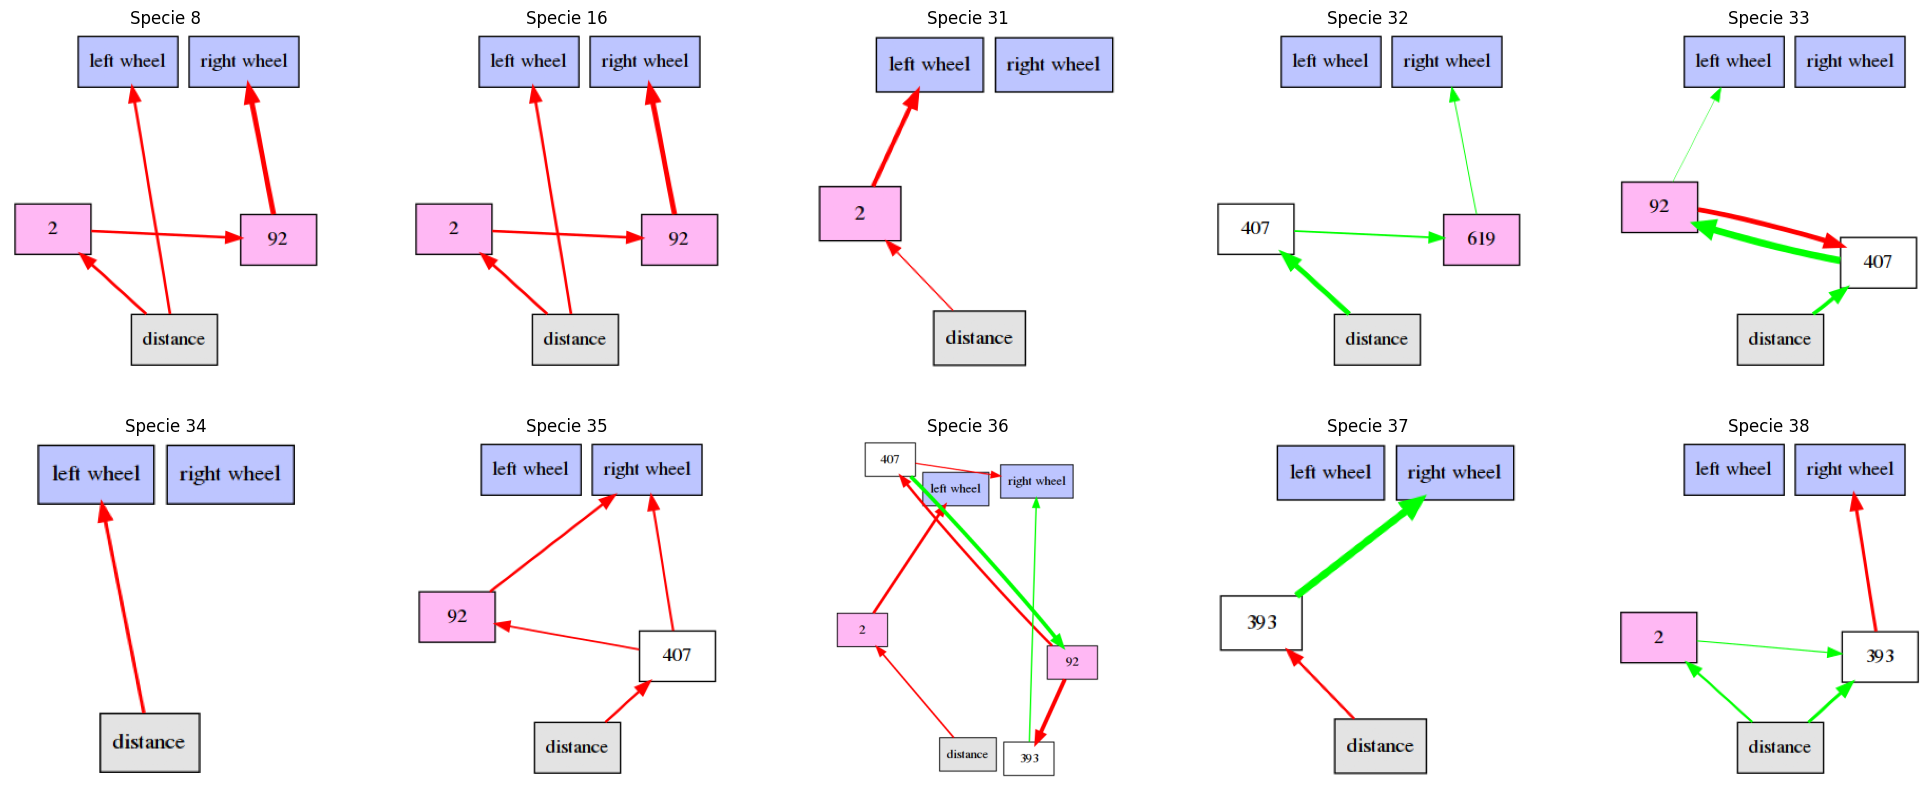 Specie 8
left wheel
right wheel
2
92
distance
Specie 16
left wheel
right wheel
2
92
distance
Specie 31
left wheel
right wheel
2
distance
Specie 32
left wheel
right wheel
407
619
distance
Specie 33
left wheel
right wheel
92
407
distance
Specie 34
left wheel
right wheel
distance
Specie 35
left wheel
right wheel
92
407
distance
Specie 36
407
left wheel
right wheel
2
92
distance
393
Specie 37
left wheel
right wheel
393
distance
Specie 38
left wheel
right wheel
2
393
distance